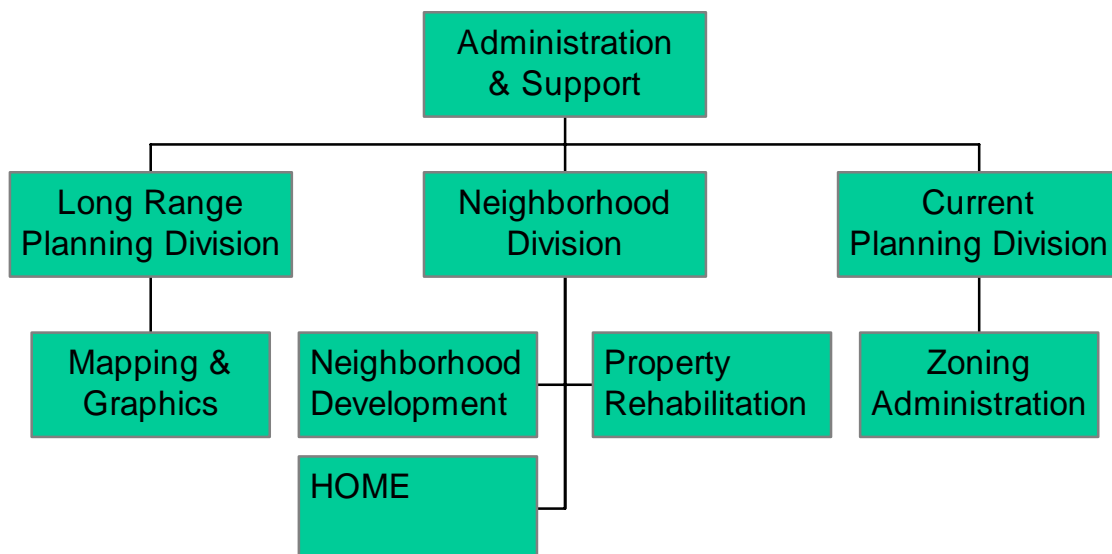 Administration
& Support
Long Range
Planning Division
Neighborhood
Division
Current
Planning Division
Mapping &
Graphics
Neighborhood
Development
Property
Rehabilitation
Zoning
Administration
HOME